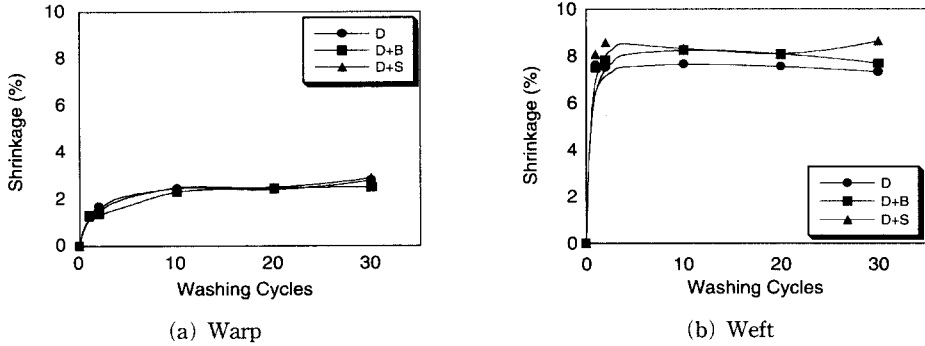 10
8
6
4
2
0
Shrinkage (%)
D
D+B
D+S
0 10 20 30
Washing Cycles
(a) Warp
10
8
6
4
2
0
Shrinkage (%)
D
D+B
D+S
0 10 20 30
Washing Cycles
(b) Weft